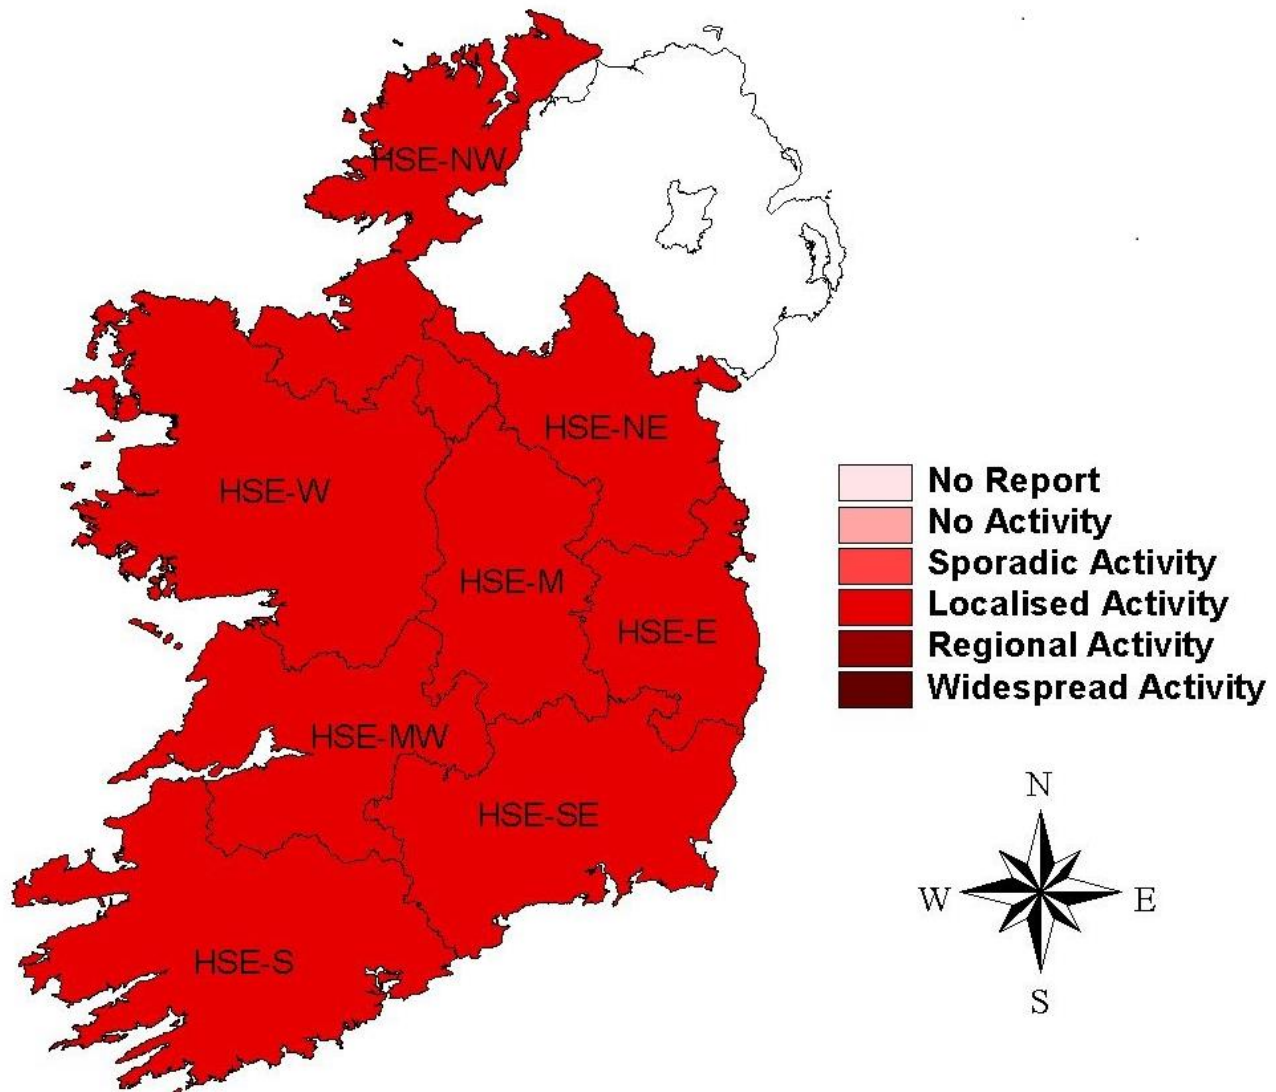 HSE-NW
HSE-NE
HSE-W
HSE-M
HSE-E
HSE-MW
HSE-SE
HSE-S
No Report
No Activity
Sporadic Activity
Localised Activity
Regional Activity
Widespread Activity
N
W E
S